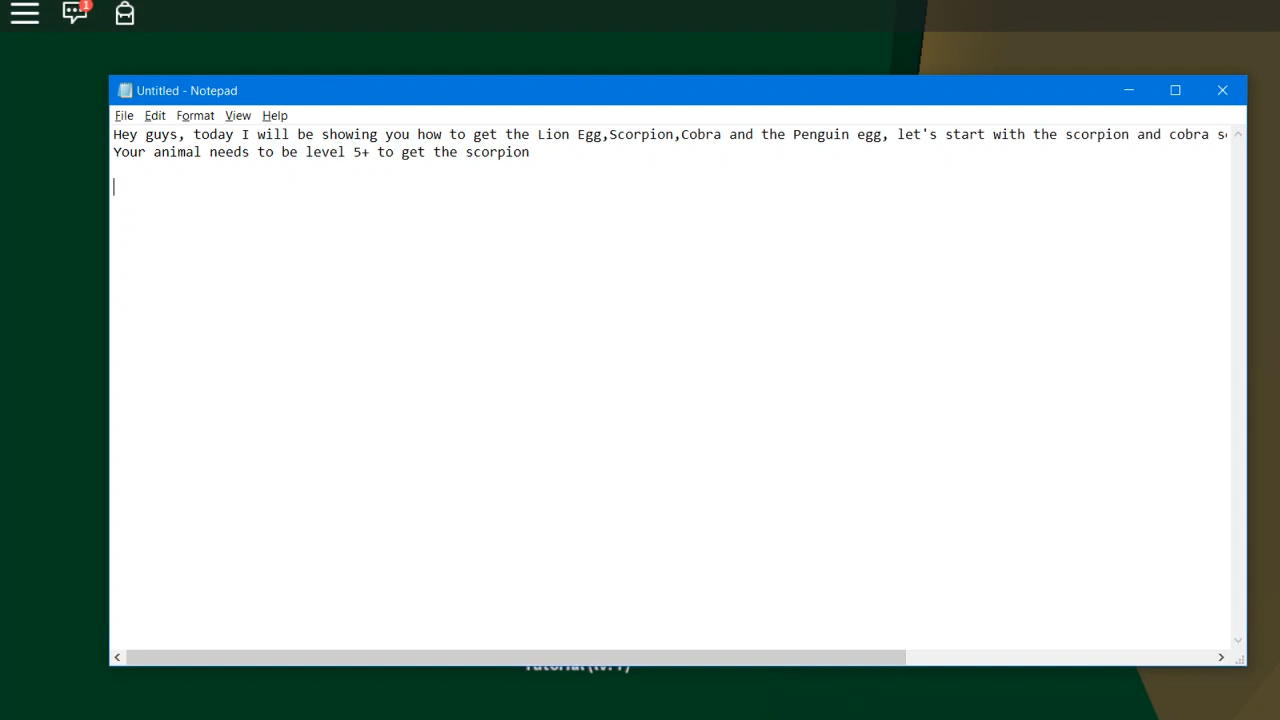 1
Untitled - Notepad
File Edit Format View Help
Hey guys, today I will be showing you how to get the Lion Egg,Scorpion,Cobra and the Penguin egg, let's start with the scorpion and cobra
Your animal needs to be level 5+ to get the scorpion